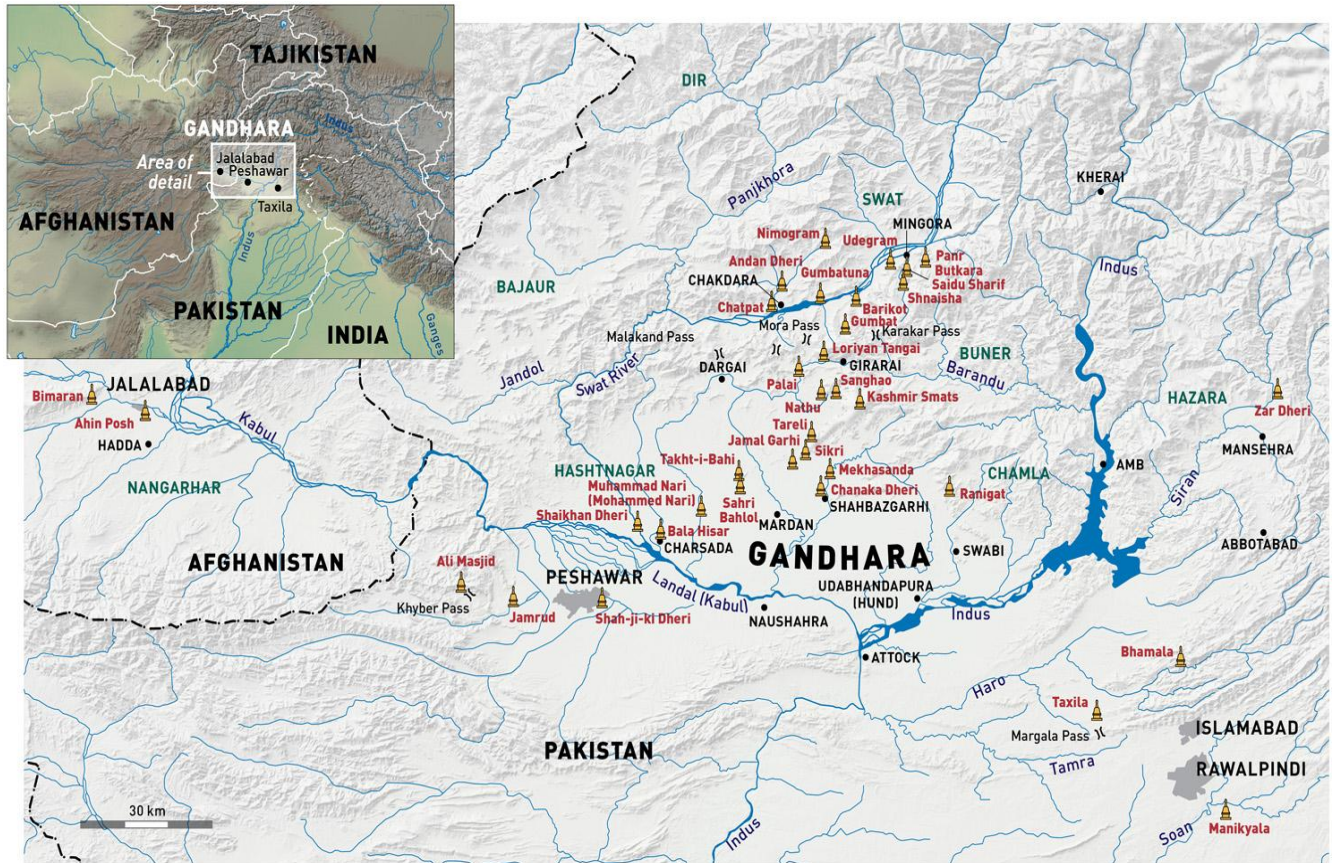 TAJIKISTAN
GANDHARA
Indus
Area of
detail
Jalalabad
Peshawar
Taxila
AFGHANISTAN
Indus
PAKISTAN
INDIA
Ganges
DIR
Panjkhora
KHERAI
SWAT
MINGORA
Nimogram
Udegram
Panr
Butkara
Saidu Sharif
Shnaisha
Andan Dheri
Gumbatuna
CHAKDARA
Chatpat
Barikot
Gumbat
Indus
BAJAUR
Malakand Pass
Mora Pass
Karakar Pass
Loriyan Tangai
GIRARAI
BUNER
Barandu
DARGAI
Jandol
Swat River
Palai
Sanghao
Nathu
Kashmir Smats
HAZARA
Zar Dheri
MANSEHRA
Bimaran
JALALABAD
Ahin Posh
HADDA
Kabul
NANGARHAR
Tareli
Jamal Garhi
Sikri
Takht-i-Bahi
Mekhasanda
HASHTNAGAR
Muhammad Nari
(Mohammed Nari)
Sahri
Bahlol
Chanaka Dheri
SHAHBAZGARHI
Ranigat
CHAMLA
AMB
Siran
Shaikhan Dheri
Bala Hisar
CHARSADA
MARDAN
GANDHARA
SWABI
ABBOTABAD
AFGHANISTAN
Ali Masjid
Khyber Pass
Jamrud
PESHAWAR
Shah-ji-ki Dheri
Landal (Kabul)
NAUSHAHRA
UDABHANDAPURA
(HUND)
Indus
ATTOCK
Bhamala
Haro
Taxila
Margala Pass
ISLAMABAD
Tamra
RAWALPINDI
PAKISTAN
30 km
Indus
Soan
Manikyala